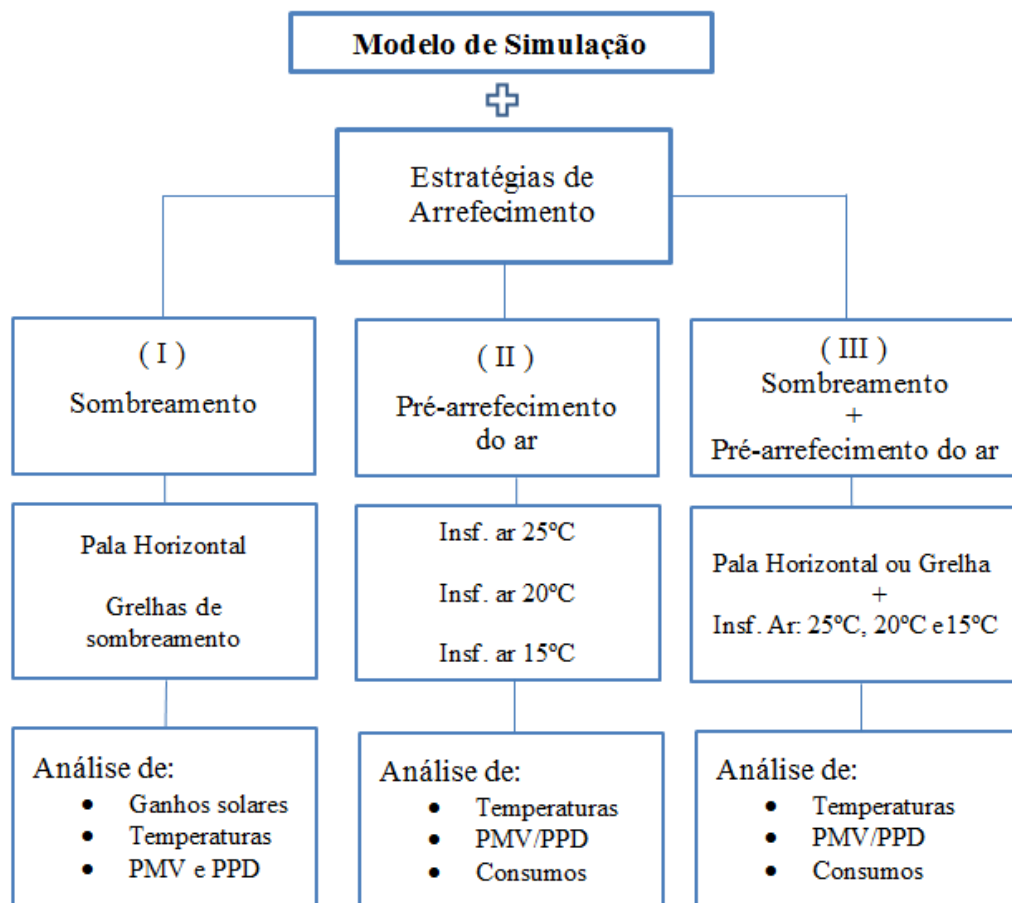 Modelo de Simulação
Estratégias de
Arrefecimento
( I )
Sombreamento
( II )
Pré-arrefecimento
do ar
( III )
Sombreamento
+
Pré-arrefecimento do ar
Pala Horizontal
Grelhas de
sombreamento
Insf. ar 25ºC
Insf. ar 20ºC
Insf. ar 15ºC
Pala Horizontal ou Grelha
+
Insf. Ar: 25ºC, 20ºC e15ºC
Análise de:
• Ganhos solares
• Temperaturas
• PMV e PPD
Análise de:
• Temperaturas
• PMV/PPD
• Consumos
Análise de:
• Temperaturas
• PMV/PPD
• Consumos